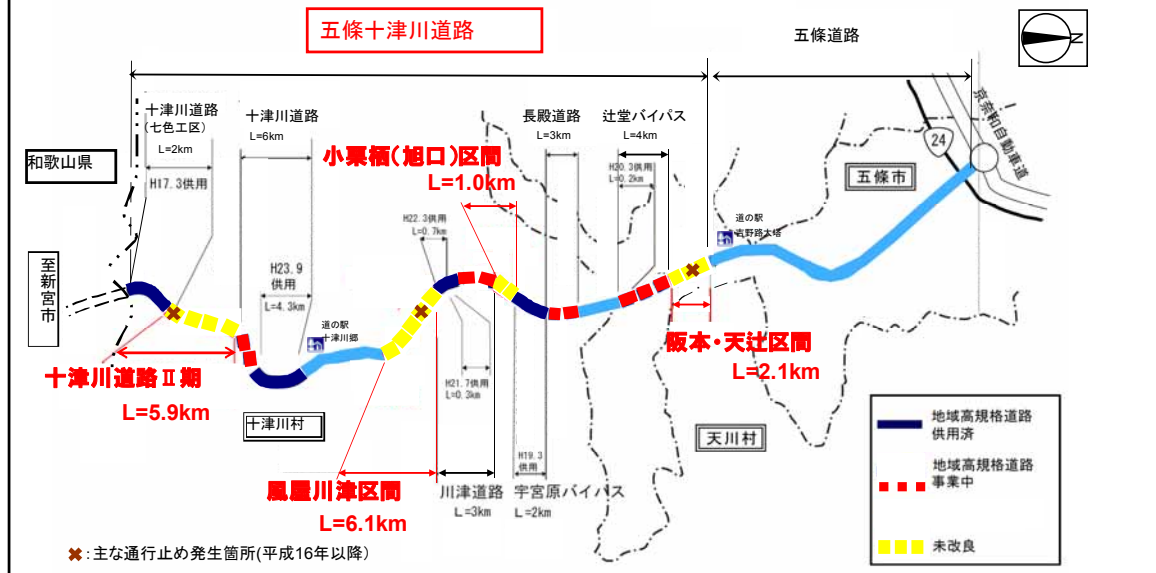 五條十津川道路
五條道路
N
十津川道路
(七色工区)
L=2km
H17.3供用
十津川道路
L=6km
小栗栖(旭口)区間
L=1.0km
長殿道路
L=3km
辻堂バイパス
L=4km
H20.3供用
L=0.2km
京奈和自動車道
24
和歌山県
五條市
至新宮市
H22.3供用
L=0.7km
道の駅
吉野路大塔
H23.9
供用
L=4.3km
道の駅
十津川郷
阪本・天辻区間
L=2.1km
十津川道路Ⅱ期
L=5.9km
H21.7供用
L=0.3km
十津川村
天川村
H19.3
供用
風屋川津区間
L=6.1km
川津道路
L=3km
宇宮原バイパス
L=2km
地域高規格道路
供用済
地域高規格道路
事業中
未改良
✖:主な通行止め発生箇所(平成16年以降)